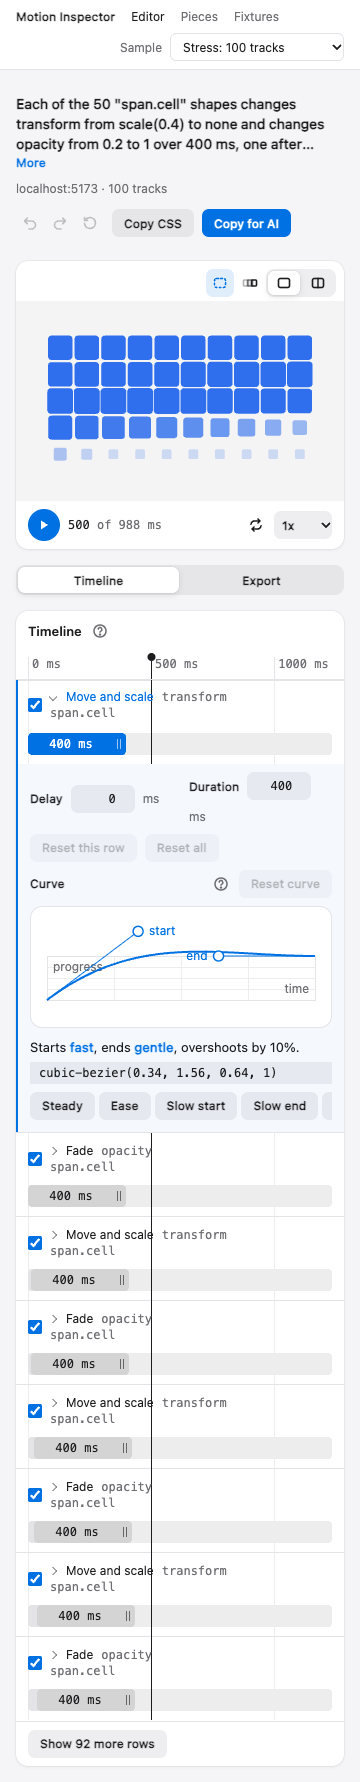 Motion Inspector Editor Pieces Fixtures
Sample Stress: 100 tracks
Each of the 50 "span.cell" shapes changes
transform from scale(0.4) to none and changes
opacity from 0.2 to 1 over 400 ms, one after...
More
localhost:5173 · 100 tracks
Copy CSS Copy for AI
500 of 988 ms 1x
Timeline Export
Timeline
0 ms 500 ms 1000 ms
Move and scale transform
span.cell
400 ms
Delay 0 ms Duration 400
ms
Reset this row Reset all
Curve Reset curve
start
end
progress
time
Starts fast, ends gentle, overshoots by 10%.
cubic-bezier(0.34, 1.56, 0.64, 1)
Steady Ease Slow start Slow end
Fade opacity
span.cell
400 ms
Move and scale transform
span.cell
400 ms
Fade opacity
span.cell
400 ms
Move and scale transform
span.cell
400 ms
Fade opacity
span.cell
400 ms
Move and scale transform
span.cell
400 ms
Fade opacity
span.cell
400 ms
Show 92 more rows